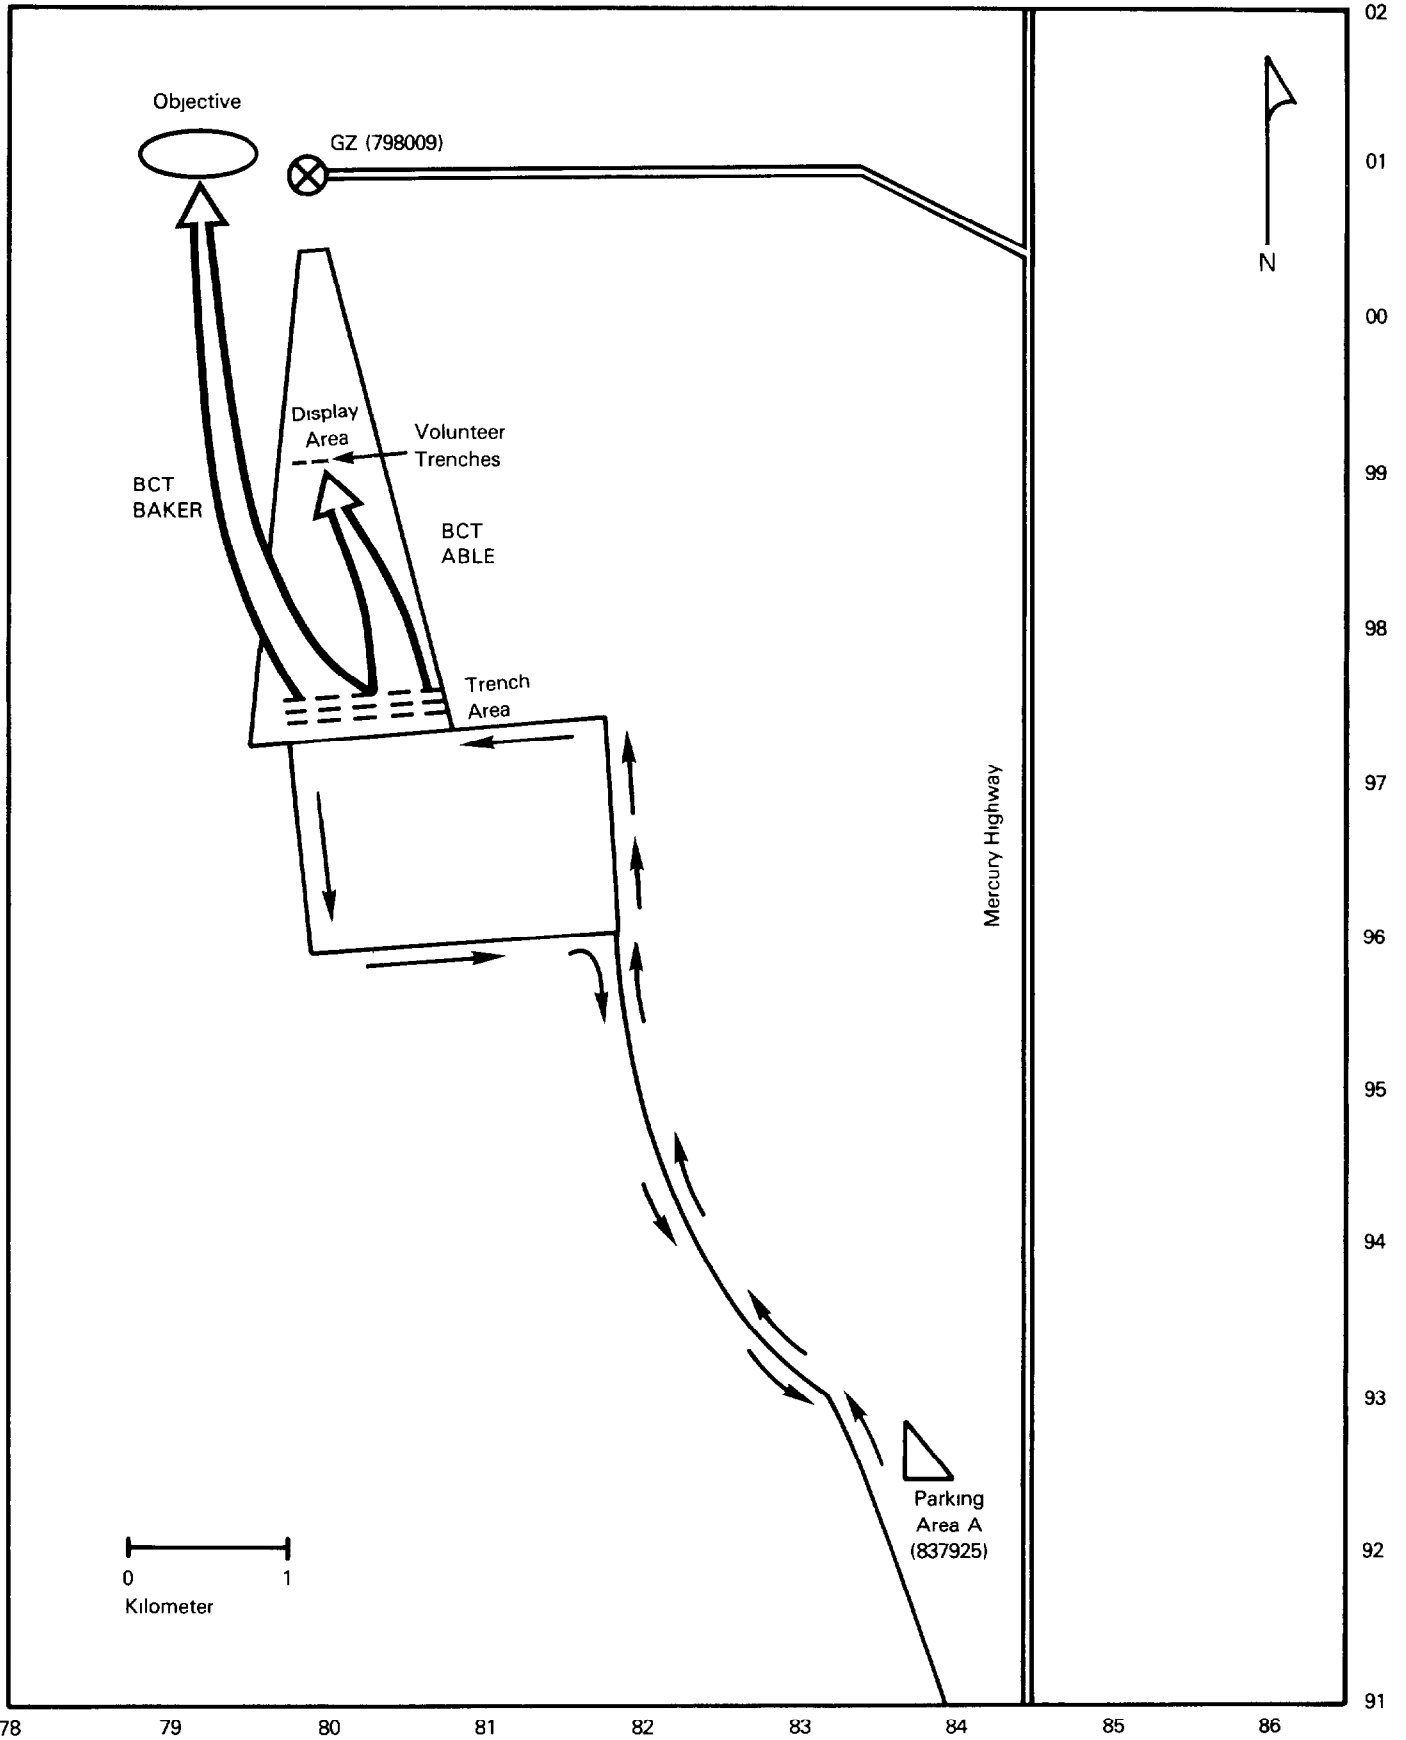 02
Objective
GZ (798009)
01
N
00
Display
Area
Volunteer
Trenches
99
BCT
BAKER
BCT
ABLE
98
Trench
Area
97
Mercury Highway
96
95
94
93
Parking
Area A
(837925)
92
0 1
Kilometer
91
78 79 80 81 82 83 84 85 86